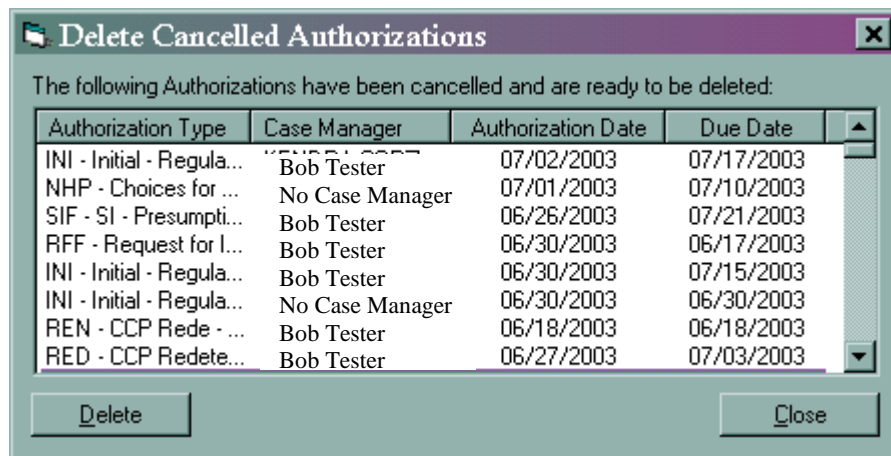 Delete Cancelled Authorizations
The following Authorizations have been cancelled and are ready to be deleted:
Authorization Type Case Manager Authorization Date Due Date
INI - Initial - Regula... Bob Tester 07/02/2003 07/17/2003
NHP - Choices for ... No Case Manager 07/01/2003 07/10/2003
SIF - SI - Presumpti... Bob Tester 06/26/2003 07/21/2003
RFF - Request for I... Bob Tester 06/30/2003 06/17/2003
INI - Initial - Regula... Bob Tester 06/30/2003 07/15/2003
INI - Initial - Regula... No Case Manager 06/30/2003 06/30/2003
REN - CCP Rede - ... Bob Tester 06/18/2003 06/18/2003
RED - CCP Redete... Bob Tester 06/27/2003 07/03/2003
Delete Close